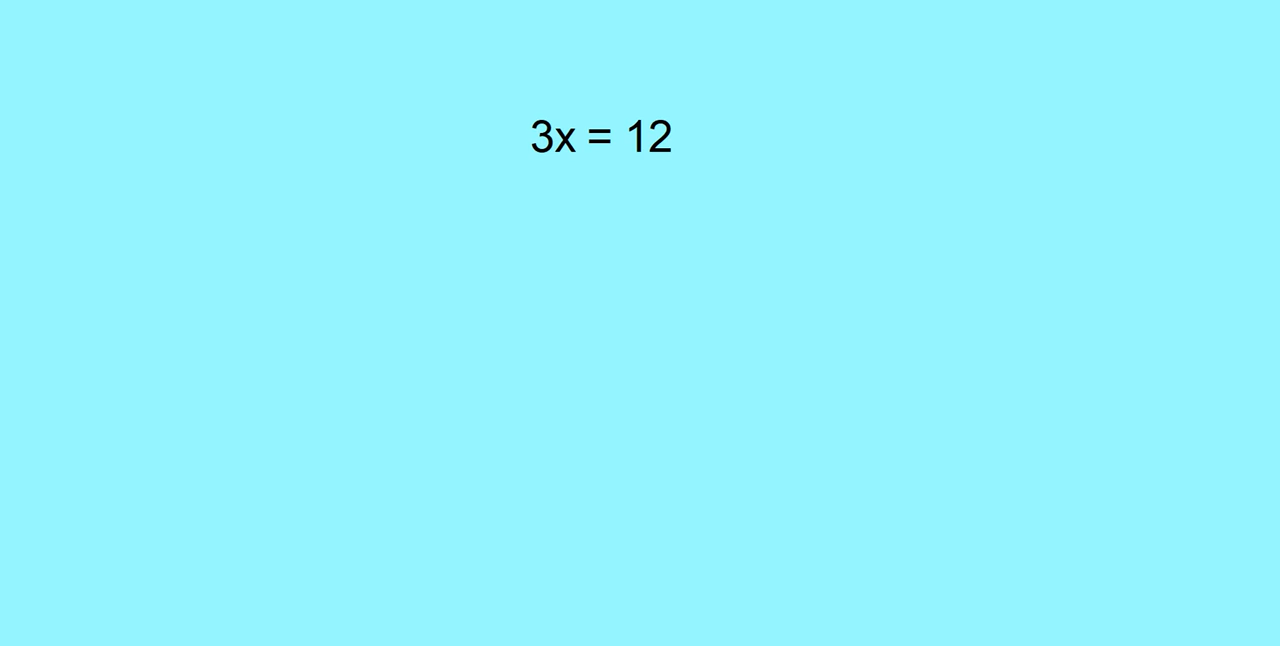 3x = 12